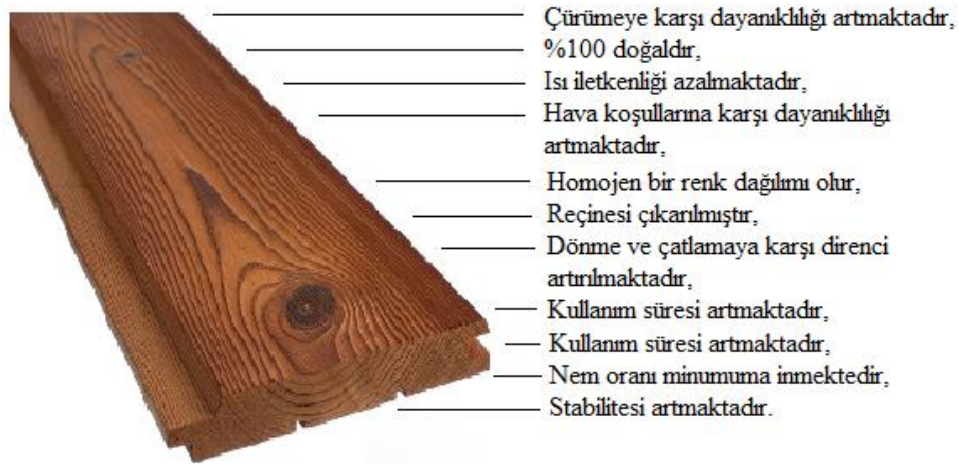 Çürümeye karşı dayanıklılığı artmaktadır,
%100 doğaldır,
Isı iletkenliği azalmaktadır,
Hava koşullarına karşı dayanıklılığı
artmaktadır,
Homojen bir renk dağılımı olur,
Reçinesi çıkarılmıştır,
Dönme ve çatlamaya karşı direnci
artırılmaktadır,
Kullanım süresi artmaktadır,
Kullanım süresi artmaktadır,
Nem oranı minumuma inmektedir,
Stabilitesi artmaktadır.